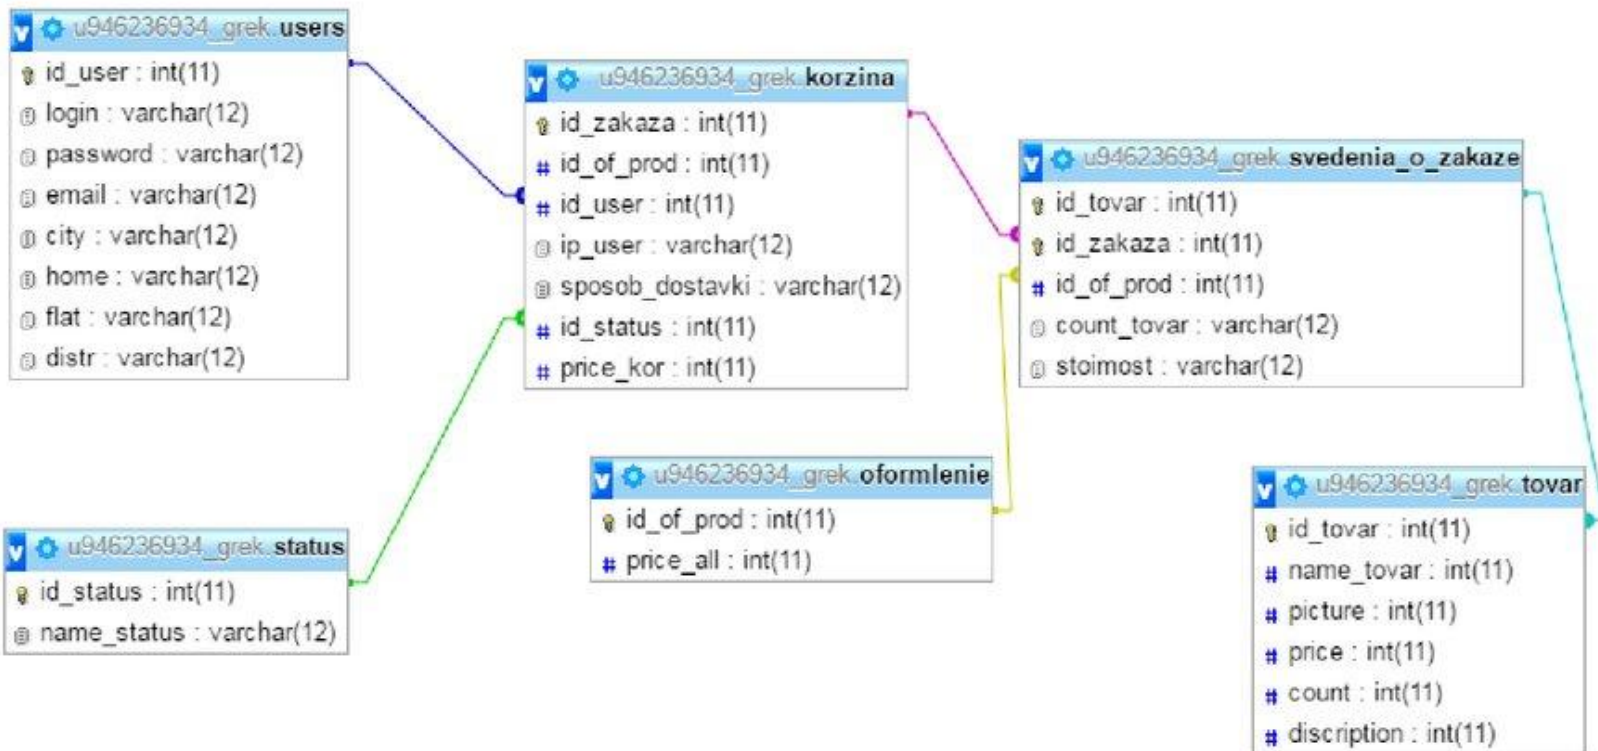 u946236934_grek.users
id_user : int(11)
login : varchar(12)
password : varchar(12)
email : varchar(12)
city : varchar(12)
home : varchar(12)
flat : varchar(12)
distr : varchar(12)
u946236934_grek.korzina
id_zakaza : int(11)
id_of_prod : int(11)
id_user : int(11)
ip_user : varchar(12)
sposob_dostavki : varchar(12)
id_status : int(11)
price_kor : int(11)
u946236934_grek.svedenia_o_zakaze
id_tovar : int(11)
id_zakaza : int(11)
id_of_prod : int(11)
count_tovar : varchar(12)
stoimost : varchar(12)
u946236934_grek.status
id_status : int(11)
name_status : varchar(12)
u946236934_grek.oformlenie
id_of_prod : int(11)
price_all : int(11)
u946236934_grek.tovar
id_tovar : int(11)
name_tovar : int(11)
picture : int(11)
price : int(11)
count : int(11)
discription : int(11)